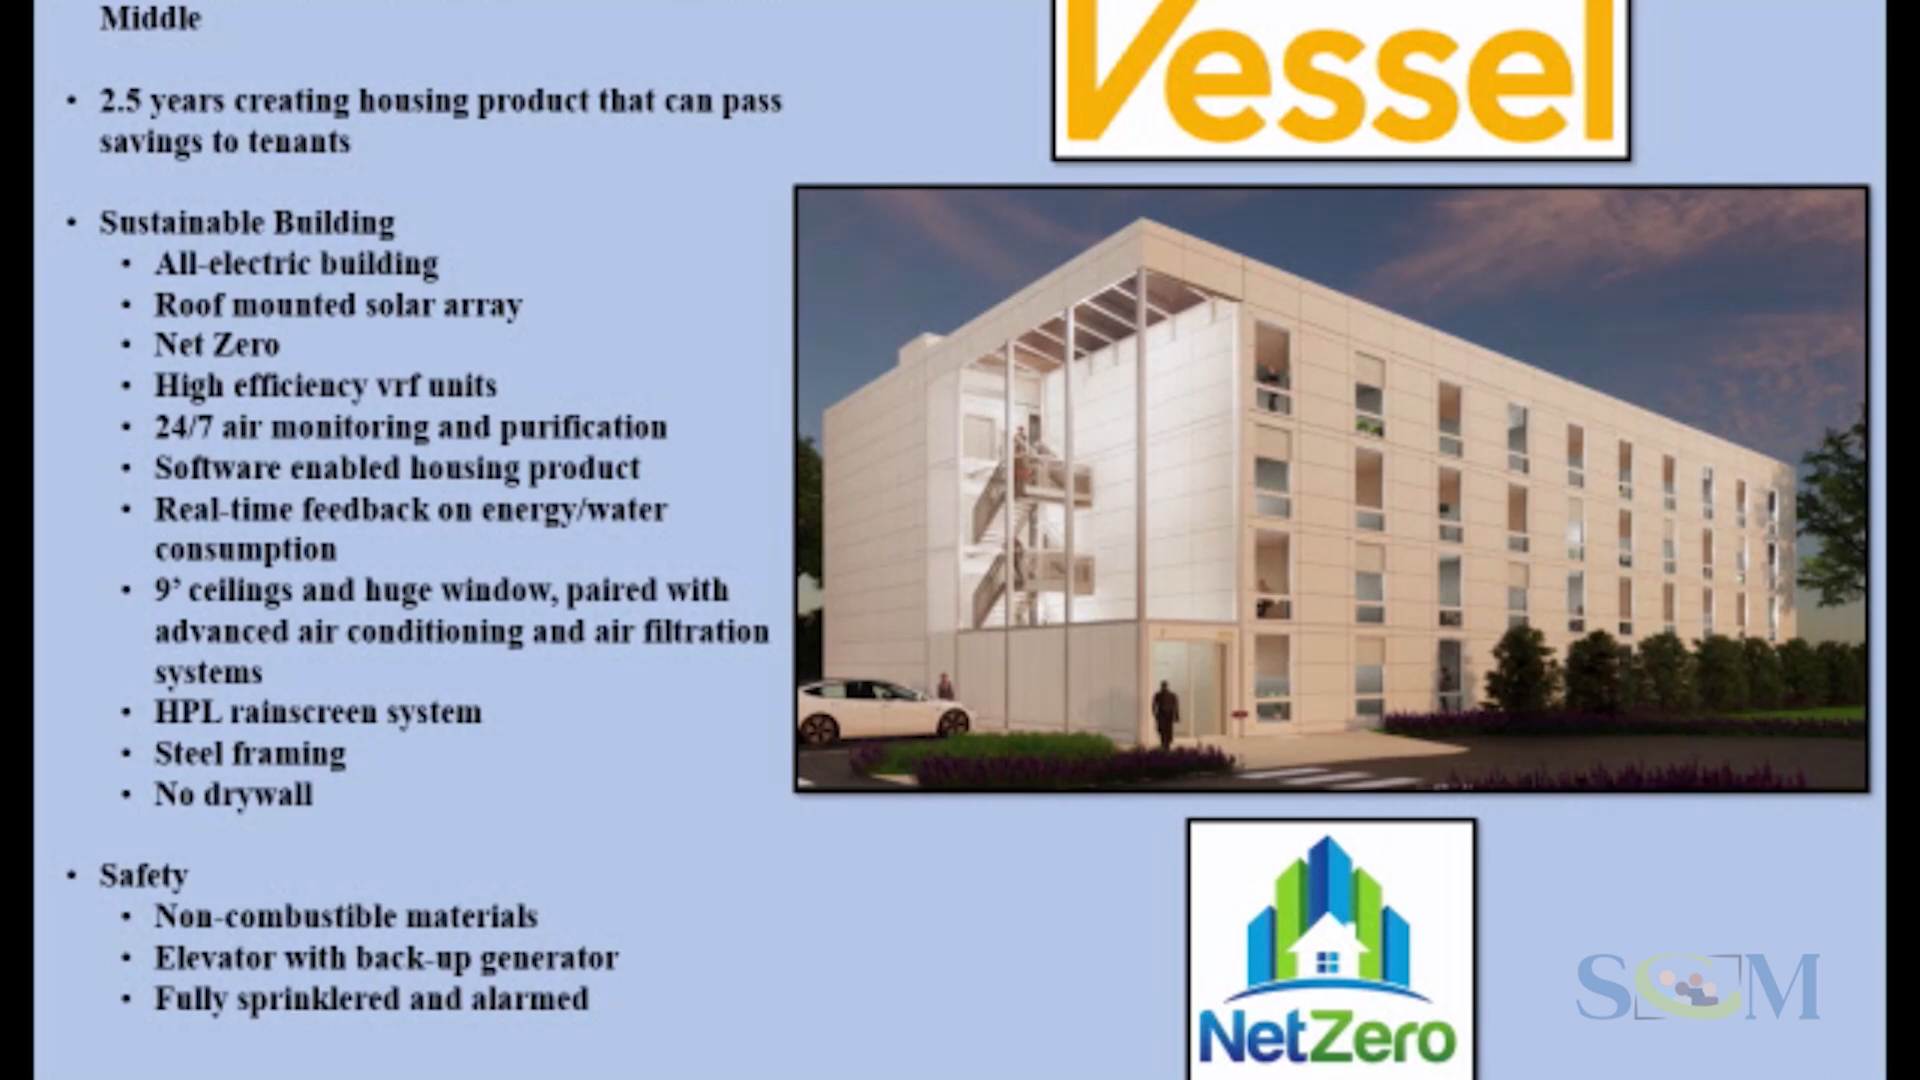 Middle
• 2.5 years creating housing product that can pass
savings to tenants
• Sustainable Building
• All-electric building
• Roof mounted solar array
• Net Zero
• High efficiency vrf units
• 24/7 air monitoring and purification
• Software enabled housing product
• Real-time feedback on energy/water
consumption
• 9’ ceilings and huge window, paired with
advanced air conditioning and air filtration
systems
• HPL rainscreen system
• Steel framing
• No drywall
• Safety
• Non-combustible materials
• Elevator with back-up generator
• Fully sprinklered and alarmed
Vessel
NetZero
SCM